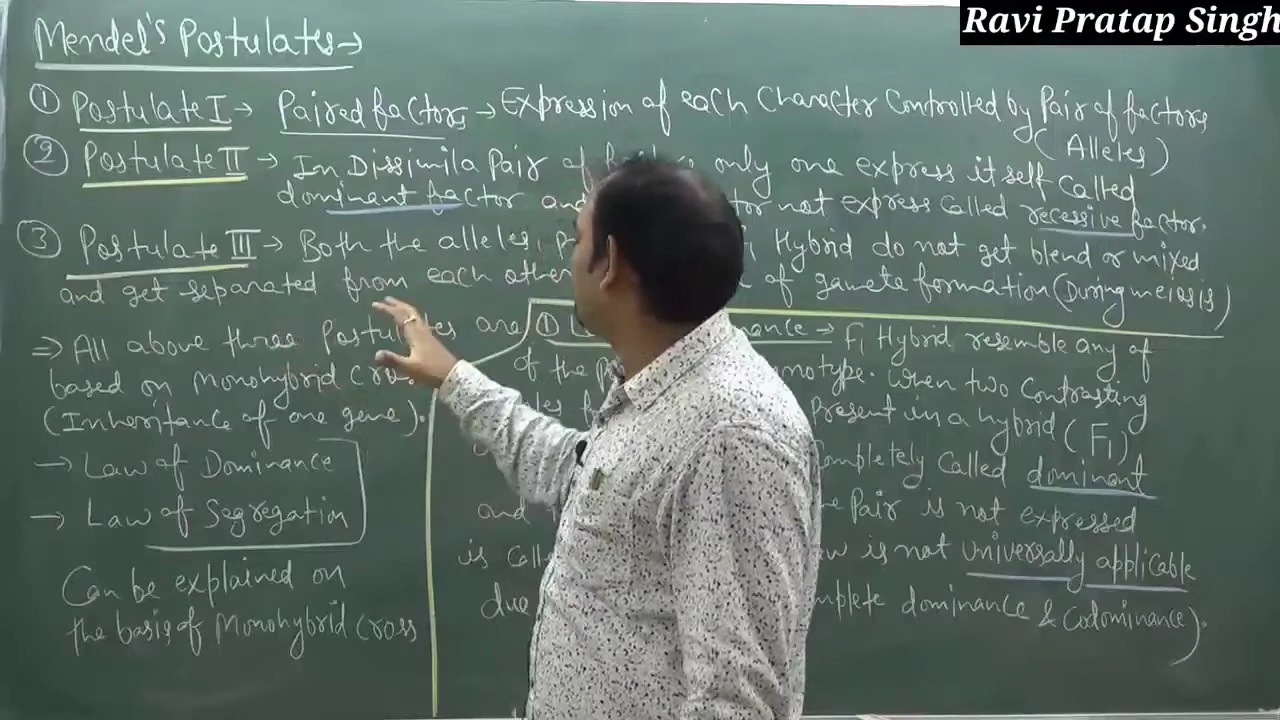 Ravi Pratap Singh
Mendel's Postulates→
① Postulate I → Paired factors → Expression of each Character Controlled by Pair of factors
(Alleles)
② Postulate II → In Dissimila Pair of only one express it self Called
dominant factor and not express called recessive factor.
③ Postulate III → Both the alleles Hybrid do not get blend or mixed
and get separated from each other of gamete formation (During meiosis)
⇒ All above three Postulates are
based on Monohybrid Cross
(Inheritance of one gene).
→ Law of Dominance
→ Law of Segregation
Can be explained on
the basis of Monohybrid Cross
① → F₁ Hybrid resemble any of
of the When two Contrasting
Present in a hybrid (F₁)
Called dominant
and Pair is not expressed
is is not universally applicable
due dominance & Codominance).